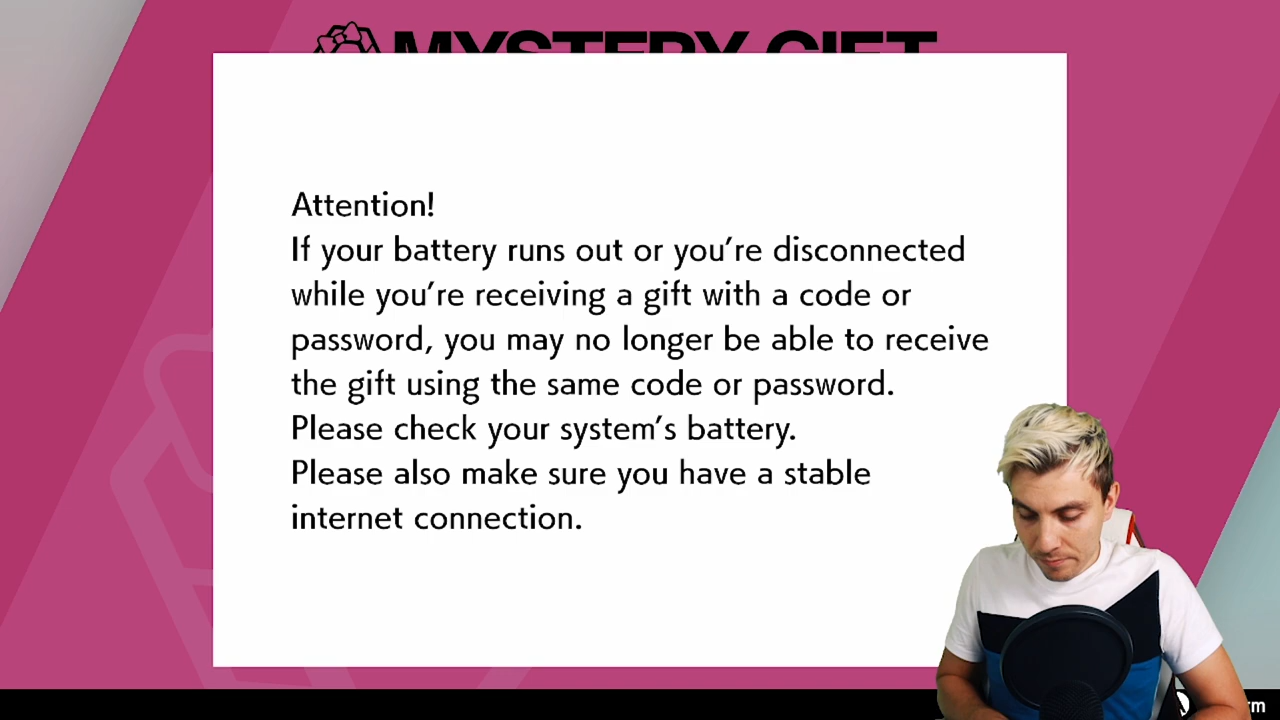 MYSTERY GIFT
Attention!
If your battery runs out or you're disconnected
while you're receiving a gift with a code or
password, you may no longer be able to receive
the gift using the same code or password.
Please check your system's battery.
Please also make sure you have a stable
internet connection.